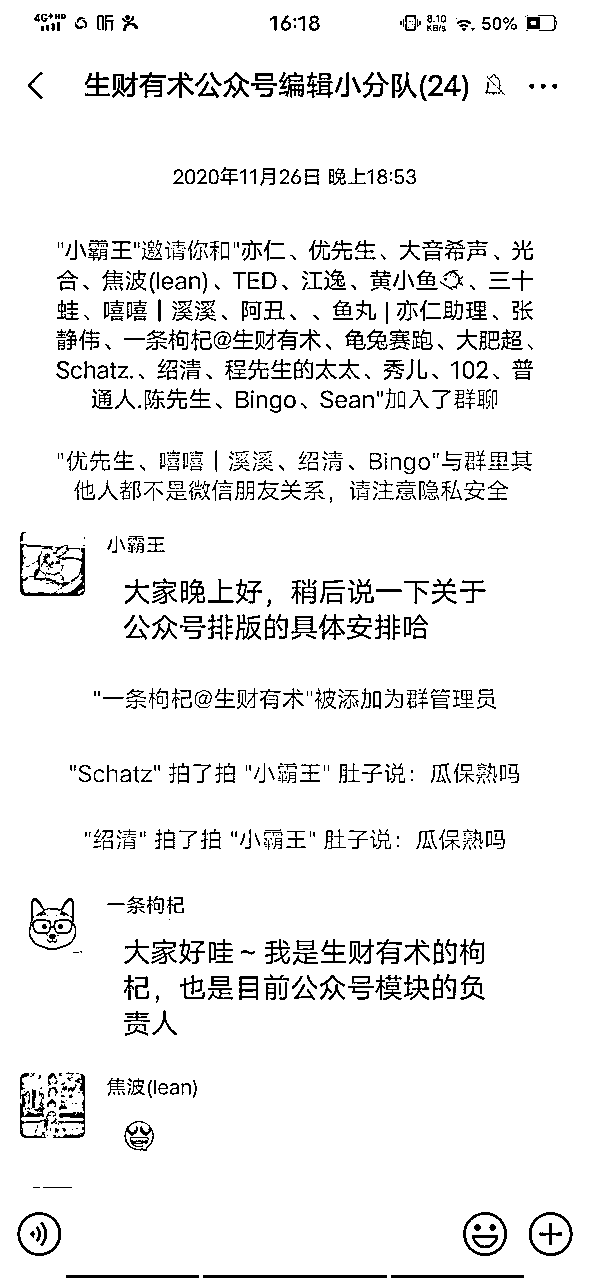 4G+HD 听 16:18 8.10 KB/s 50%
生财有术公众号编辑小分队(24)
2020年11月26日 晚上18:53
"小霸王"邀请你和"亦仁、优先生、大音希声、光
合、焦波(lean)、TED、江逸、黄小鱼、三十
蛙、嘻嘻丨溪溪、阿丑、、鱼丸 | 亦仁助理、张
静伟、一条枸杞@生财有术、龟兔赛跑、大肥超、
Schatz.、绍清、程先生的太太、秀儿、102、普
通人.陈先生、Bingo、Sean"加入了群聊
"优先生、嘻嘻丨溪溪、绍清、Bingo"与群里其
他人都不是微信朋友关系，请注意隐私安全
小霸王
大家晚上好，稍后说一下关于
公众号排版的具体安排哈
"一条枸杞@生财有术"被添加为群管理员
"Schatz" 拍了拍 "小霸王" 肚子说：瓜保熟吗
"绍清" 拍了拍 "小霸王" 肚子说：瓜保熟吗
一条枸杞
大家好哇~我是生财有术的枸
杞，也是目前公众号模块的负
责人
焦波(lean)